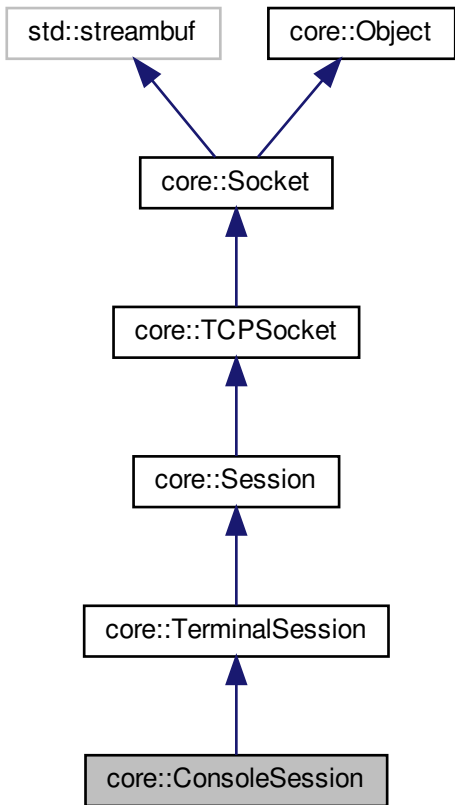 std::streambuf
core::Object
core::Socket
core::TCPSocket
core::Session
core::TerminalSession
core::ConsoleSession